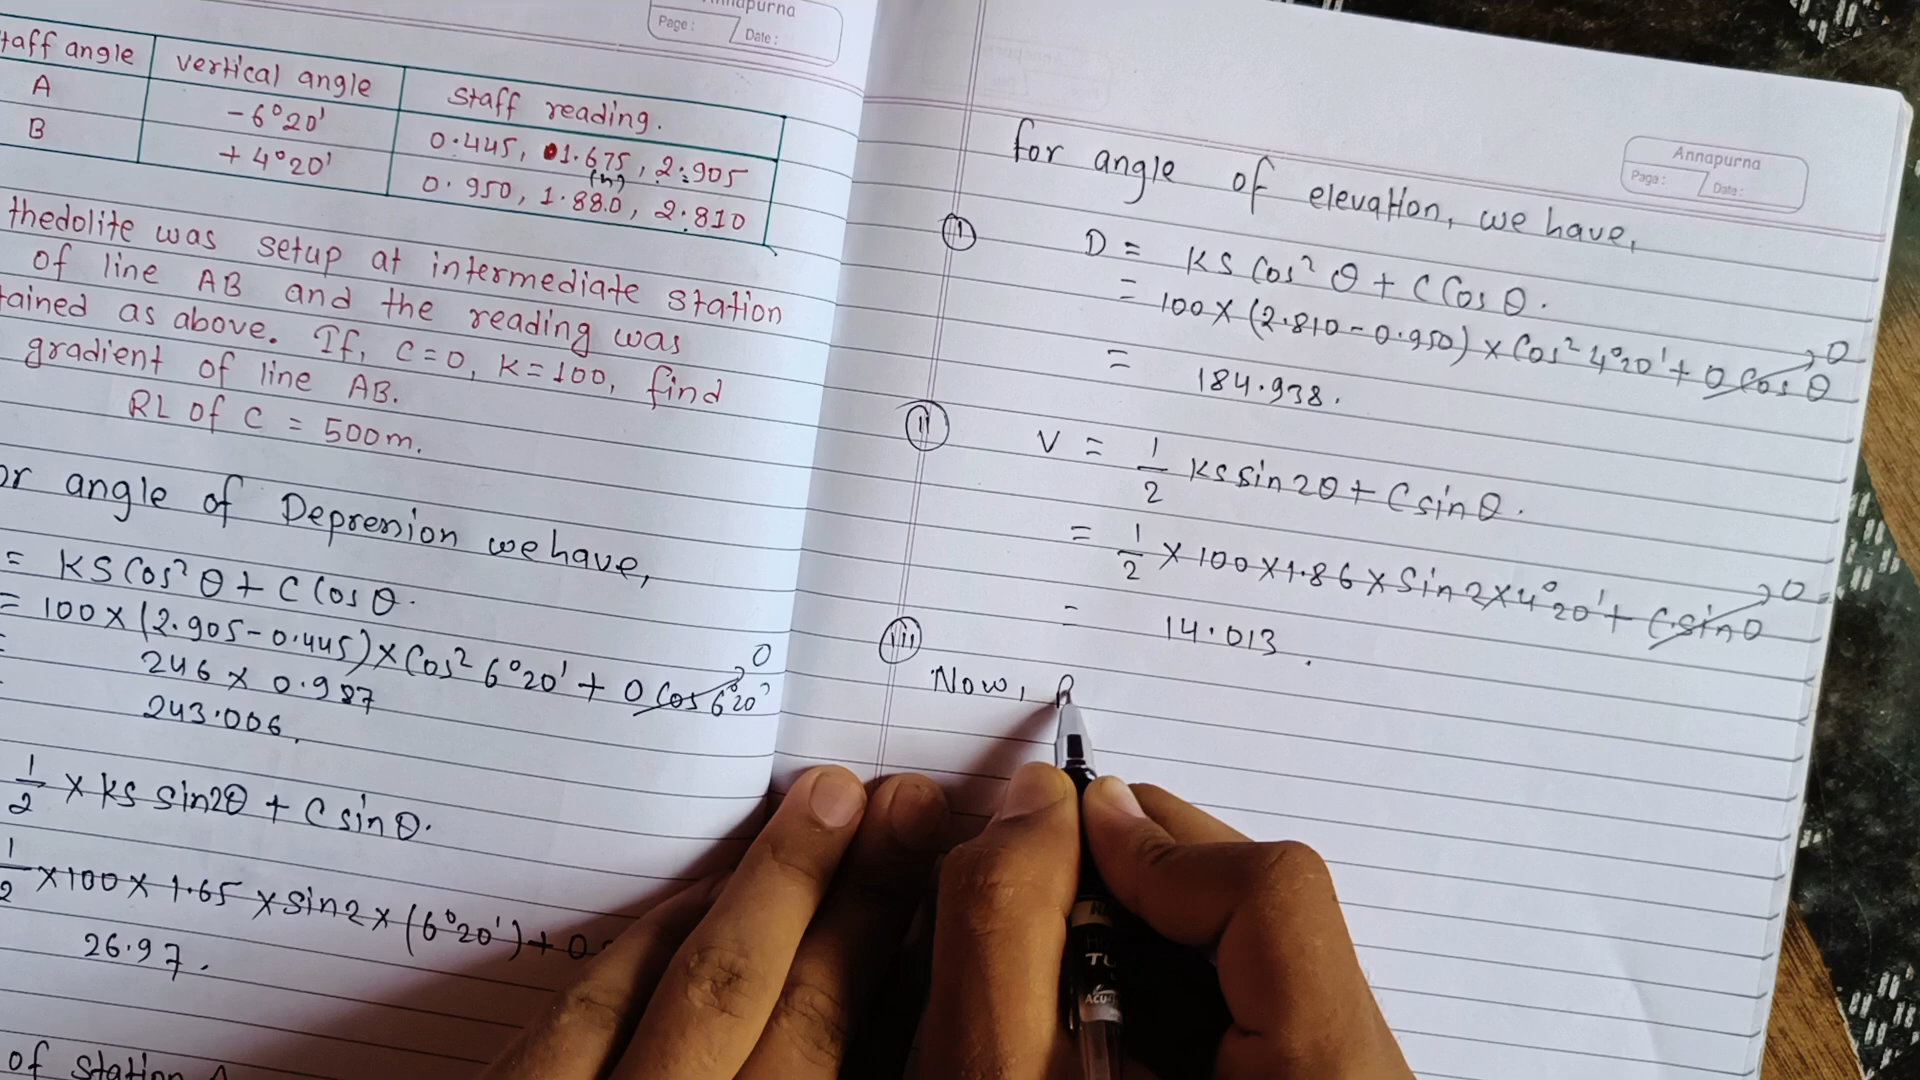 Annapurna
Page: Date:
taff angle vertical angle staff reading.
A -6°20' 0.445, 1.675, 2.905
(h)
B +4°20' 0.950, 1.880, 2.810
thedolite was setup at intermediate station
of line AB and the reading was
tained as above. If, C=0, K=100, find
gradient of line AB.
RL of C = 500m.
or angle of Depression we have,
= KS Cos² θ + C Cos θ.
= 100 × (2.905-0.445) × Cos² 6°20' + 0 Cos 6°20' 0
246 × 0.987
243.006.
1/2 × KS sin2θ + C sin θ.
1/2 ×100 × 1.65 × sin2 × (6°20') + 0
26.97.
of station A
Annapurna
Page: Date:
for angle of elevation, we have,
(i) D = KS Cos² θ + C Cos θ.
= 100 × (2.810-0.950) × Cos² 4°20' + 0 Cos θ 0
= 184.938.
(ii) V = 1/2 KS sin 2θ + C sin θ.
= 1/2 × 100 × 1.86 × Sin 2 × 4°20' + C.sin θ 0
= 14.013.
(iii) Now,